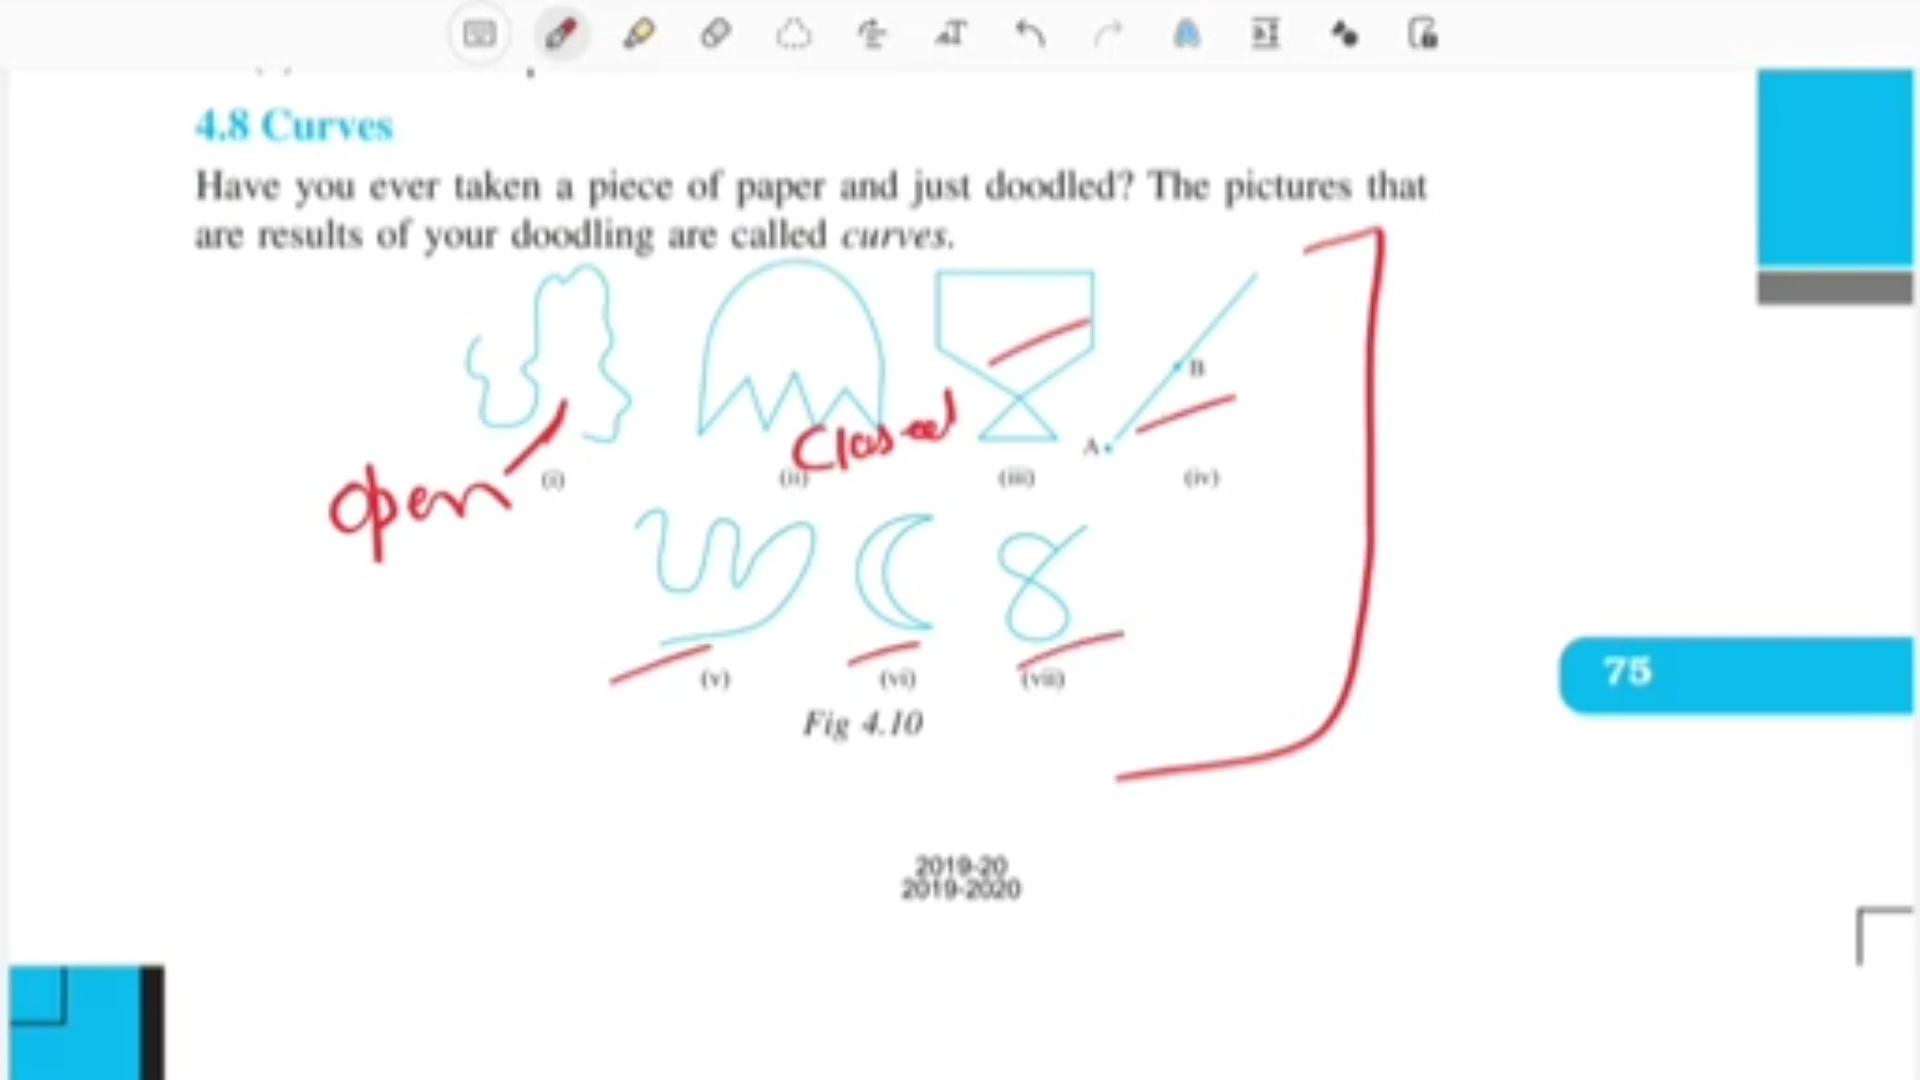 4.8 Curves
Have you ever taken a piece of paper and just doodled? The pictures that
are results of your doodling are called curves.
B
Closed
A
open
(i)
(ii)
(iii)
(iv)
75
(v)
(vi)
(vii)
Fig 4.10
2019-20
2019-2020